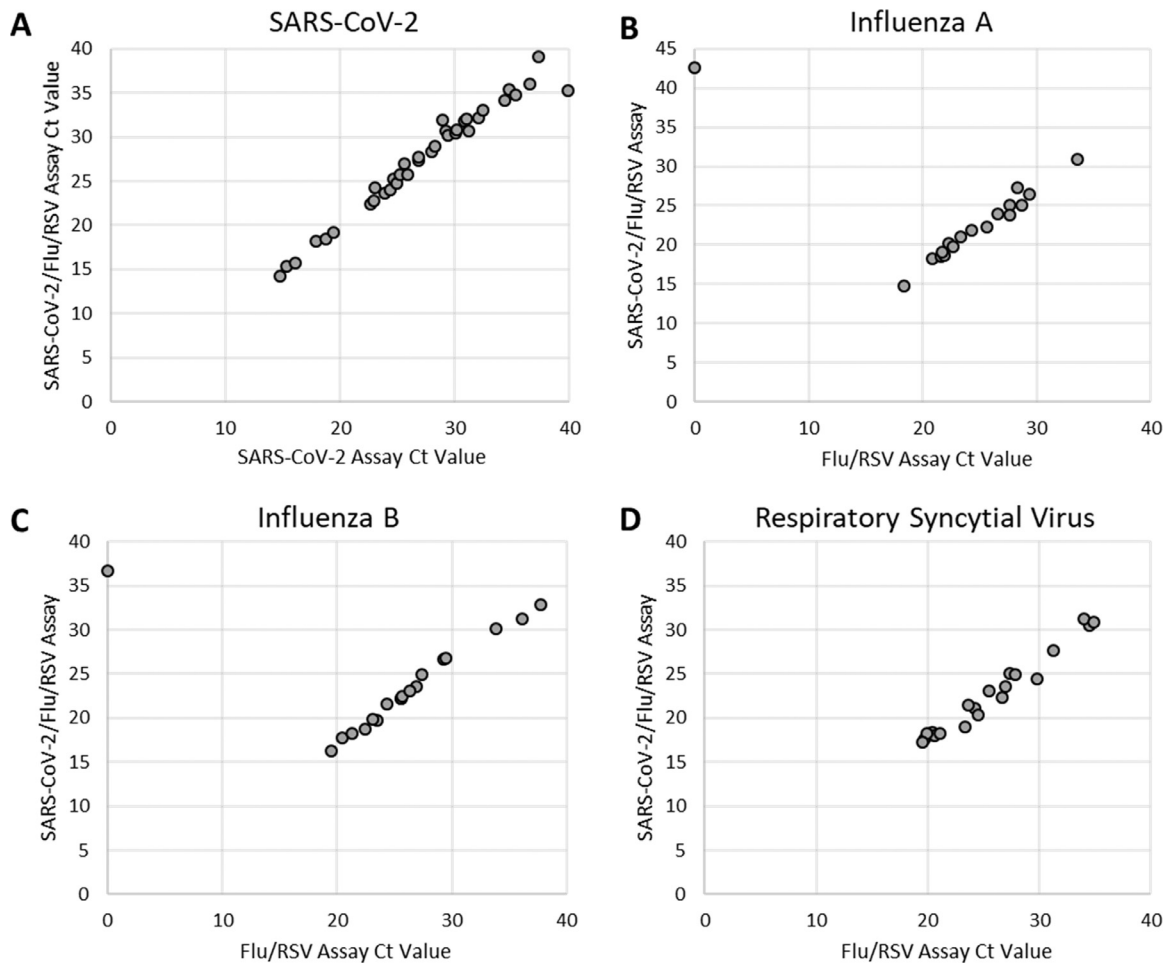 A
SARS-CoV-2
SARS-CoV-2/Flu/RSV Assay Ct Value
40
35
30
25
20
15
10
5
0
0 10 20 30 40
SARS-CoV-2 Assay Ct Value
B
Influenza A
SARS-CoV-2/Flu/RSV Assay
45
40
35
30
25
20
15
10
5
0
0 10 20 30 40
Flu/RSV Assay Ct Value
C
Influenza B
SARS-CoV-2/Flu/RSV Assay
40
35
30
25
20
15
10
5
0
0 10 20 30 40
Flu/RSV Assay Ct Value
D
Respiratory Syncytial Virus
SARS-CoV-2/Flu/RSV Assay
40
35
30
25
20
15
10
5
0
0 10 20 30 40
Flu/RSV Assay Ct Value